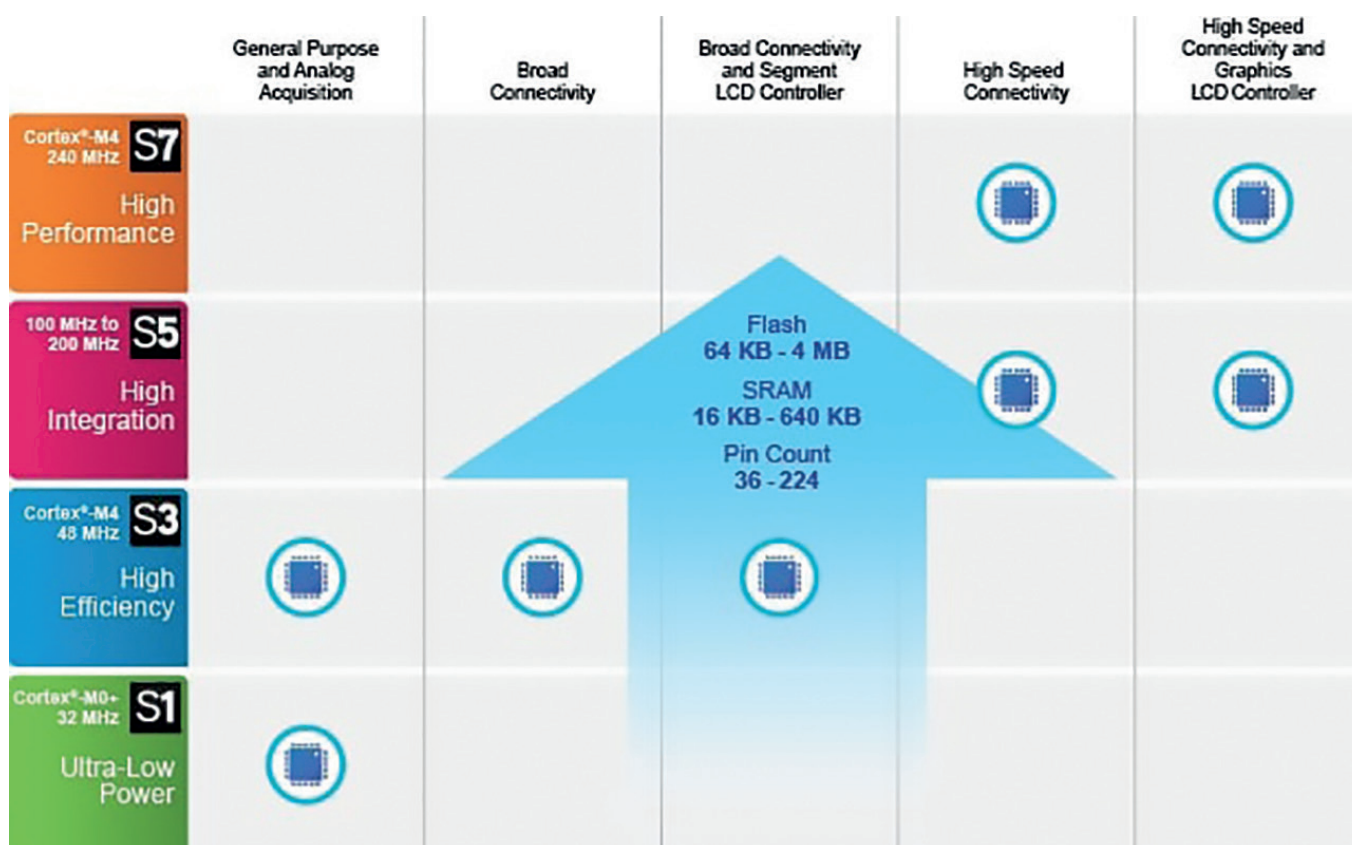 General Purpose
and Analog
Acquisition
Broad
Connectivity
Broad Connectivity
and Segment
LCD Controller
High Speed
Connectivity
High Speed
Connectivity and
Graphics
LCD Controller
Cortex®-M4
240 MHz
S7
High
Performance
100 MHz to
200 MHz
S5
High
Integration
Flash
64 KB - 4 MB
SRAM
16 KB - 640 KB
Pin Count
36 - 224
Cortex®-M4
48 MHz
S3
High
Efficiency
Cortex®-M0+
32 MHz
S1
Ultra-Low
Power